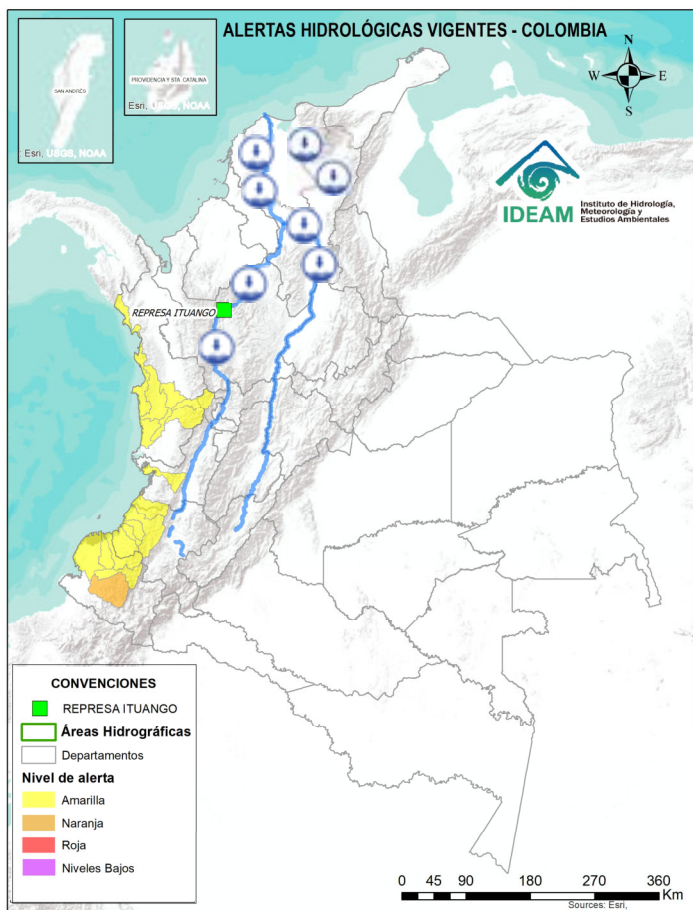 ALERTAS HIDROLÓGICAS VIGENTES - COLOMBIA
SAN ANDRÉS
Esri, USGS, NOAA
PROVIDENCIA Y STA. CATALINA
Esri, USGS, NOAA
N
W
E
S
IDEAM
Instituto de Hidrología,
Meteorología y
Estudios Ambientales
REPRESA ITUANGO
CONVENCIONES
REPRESA ITUANGO
Áreas Hidrográficas
Departamentos
Nivel de alerta
Amarilla
Naranja
Roja
Niveles Bajos
0 45 90 180 270 360
Km
Sources: Esri,